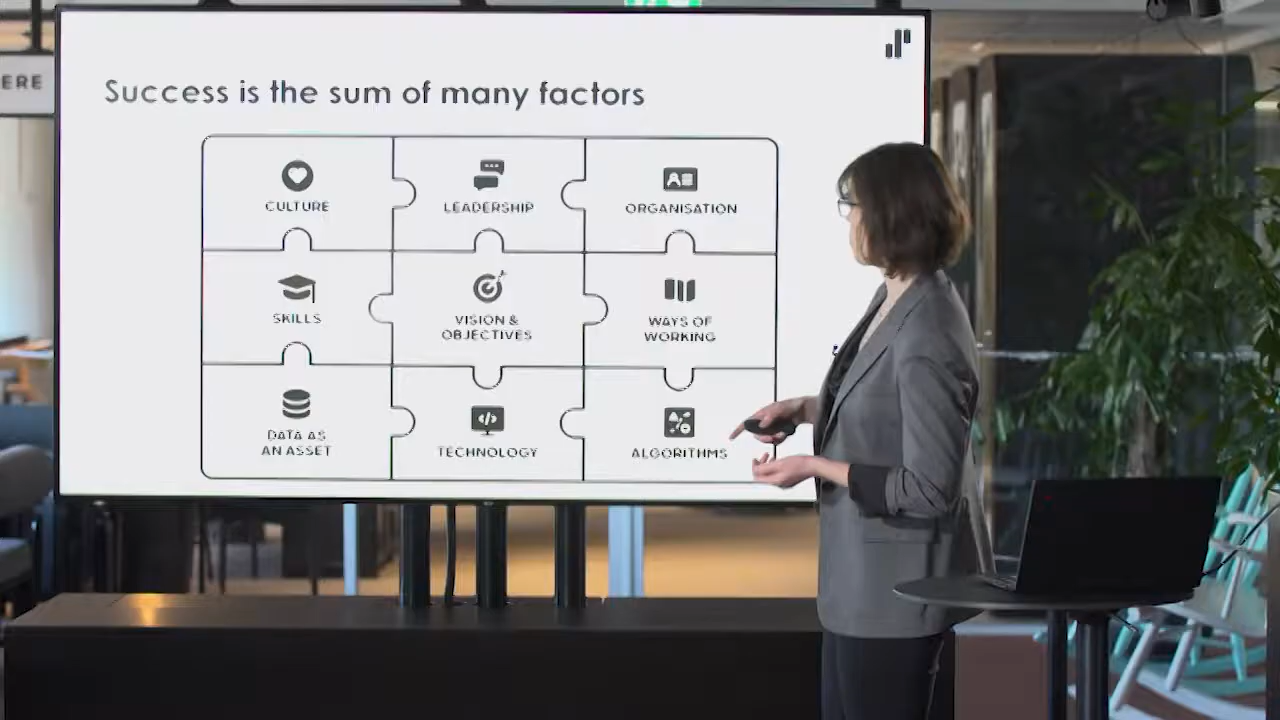 ERE
Success is the sum of many factors
CULTURE
LEADERSHIP
ORGANISATION
SKILLS
VISION &
OBJECTIVES
WAYS OF
WORKING
DATA AS
AN ASSET
TECHNOLOGY
ALGORITHMS